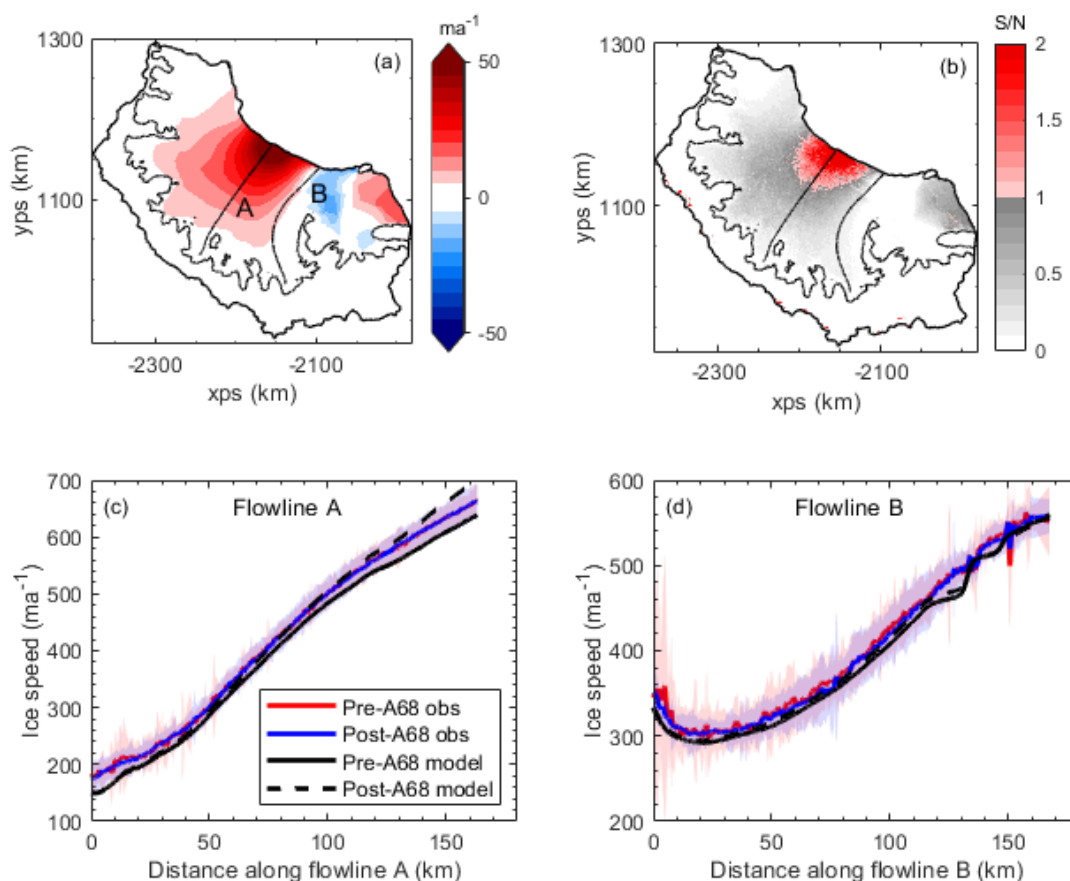 ma⁻¹
(a)
1300
1100
yps (km)
-2300
-2100
xps (km)
50
0
-50
A
B
S/N
(b)
1300
1100
yps (km)
-2300
-2100
xps (km)
2
1.5
1
0.5
0
(c)
Flowline A
700
600
500
400
300
200
100
Ice speed (ma⁻¹)
Pre-A68 obs
Post-A68 obs
Pre-A68 model
Post-A68 model
0
50
100
150
Distance along flowline A (km)
(d)
Flowline B
600
500
400
300
200
Ice speed (ma⁻¹)
0
50
100
150
Distance along flowline B (km)